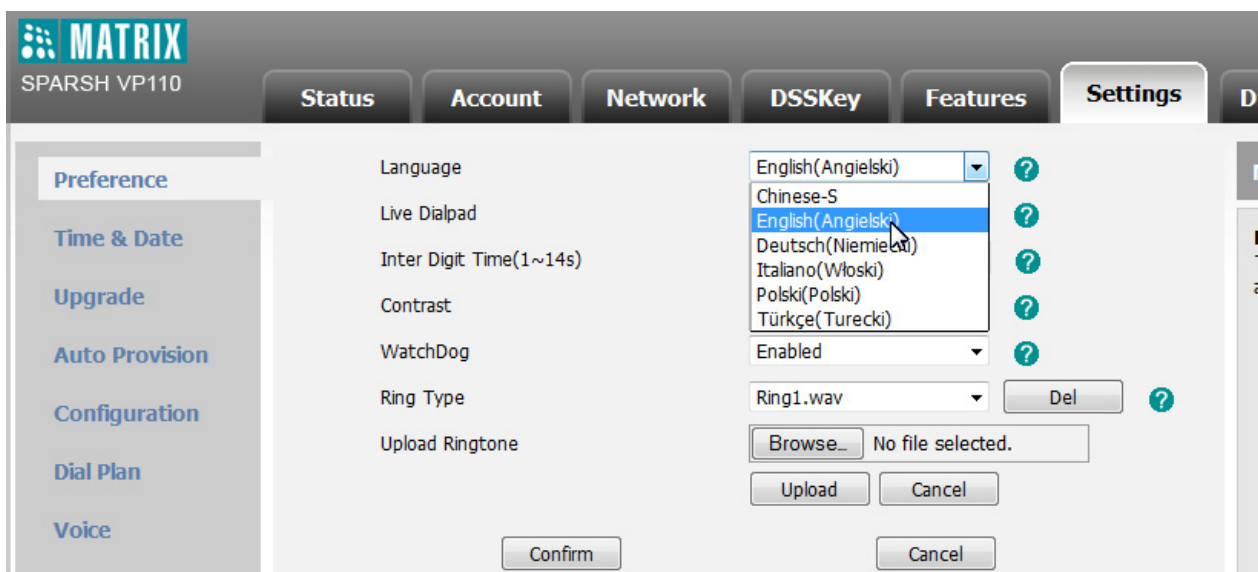 MATRIX
SPARSH VP110
Status Account Network DSSKey Features Settings D
Preference
Time & Date
Upgrade
Auto Provision
Configuration
Dial Plan
Voice
Language English(Angielski) ?
Chinese-S
Live Dialpad English(Angielski) ?
Deutsch(Niemiecki)
Inter Digit Time(1~14s) Italiano(Włoski) ?
Contrast Polski(Polski) ?
Türkçe(Turecki)
WatchDog Enabled ?
Ring Type Ring1.wav Del ?
Upload Ringtone Browse… No file selected.
Upload Cancel
Confirm Cancel